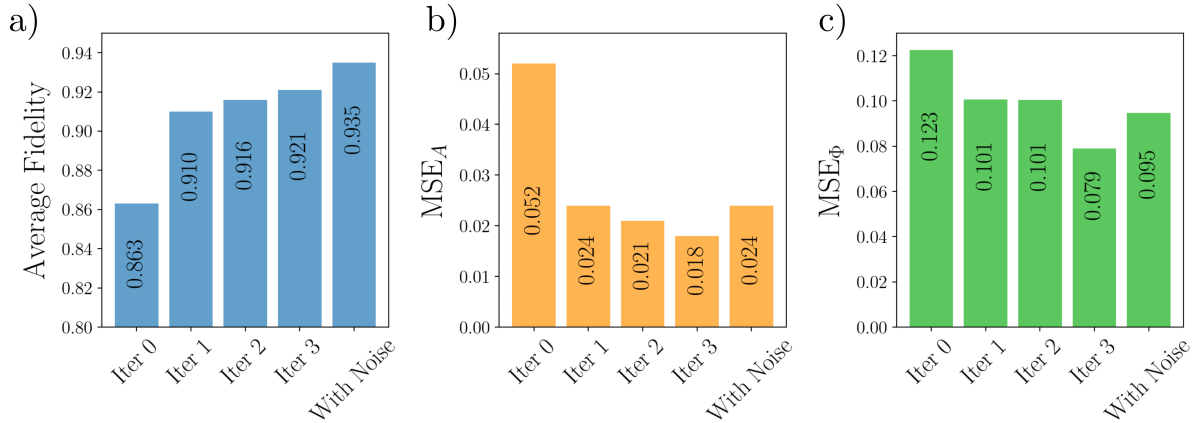 a)
Average Fidelity
0.94
0.92
0.90
0.88
0.86
0.84
0.82
0.80
0.863
0.910
0.916
0.921
0.935
Iter 0
Iter 1
Iter 2
Iter 3
With Noise
b)
MSE_A
0.05
0.04
0.03
0.02
0.01
0.00
0.052
0.024
0.021
0.018
0.024
Iter 0
Iter 1
Iter 2
Iter 3
With Noise
c)
MSE_Φ
0.12
0.10
0.08
0.06
0.04
0.02
0.00
0.123
0.101
0.101
0.079
0.095
Iter 0
Iter 1
Iter 2
Iter 3
With Noise